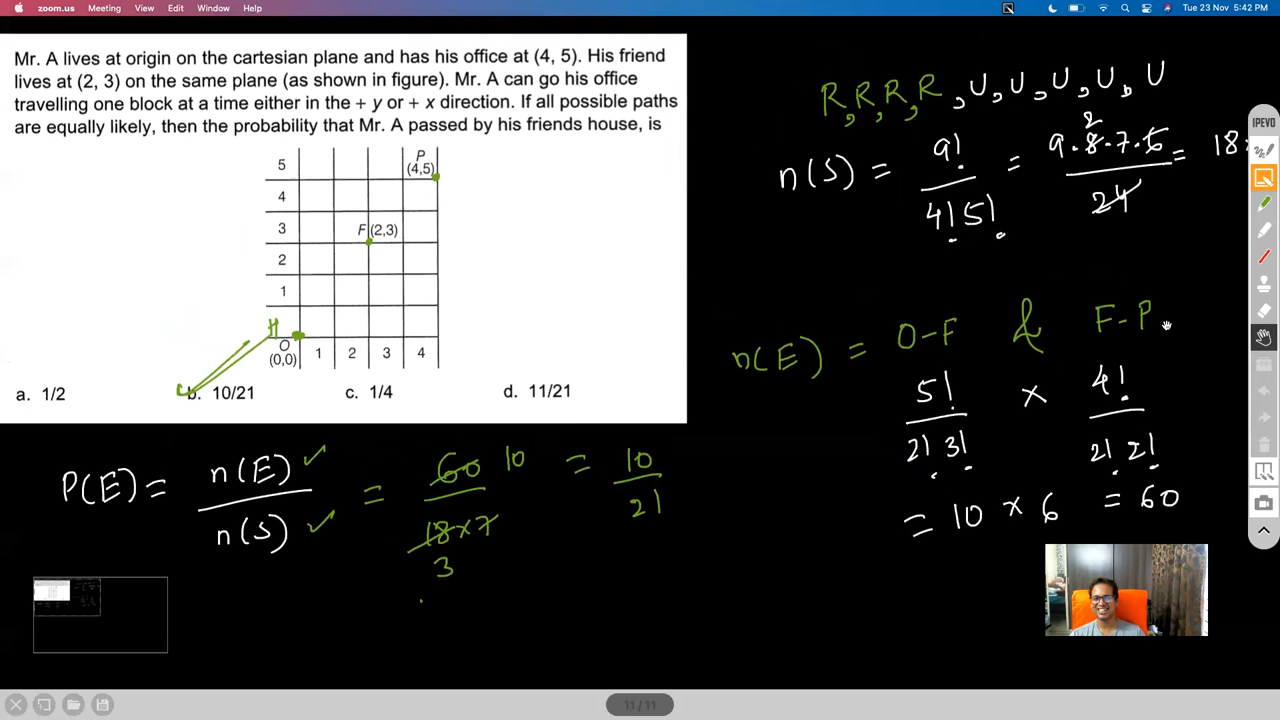 zoom.us Meeting View Edit Window Help Tue 23 Nov 5:42 PM
Mr. A lives at origin on the cartesian plane and has his office at (4, 5). His friend
lives at (2, 3) on the same plane (as shown in figure). Mr. A can go his office
travelling one block at a time either in the + y or + x direction. If all possible paths
are equally likely, then the probability that Mr. A passed by his friends house, is
5 P
(4,5)
4
3 F (2,3)
2
1
H
O 1 2 3 4
(0,0)
a. 1/2 b. 10/21 c. 1/4 d. 11/21
R, R, R, R, U, U, U, U, U
n(S) = 9!/4!5! = 9.8.7.6/24 = 18
2
n(E) = O-F & F-P
5!/2! 3! × 4!/2! 2!
= 10 × 6 = 60
P(E) = n(E)/n(S) = 60/18×7 = 10/21
10
3
IPEVO
11/11